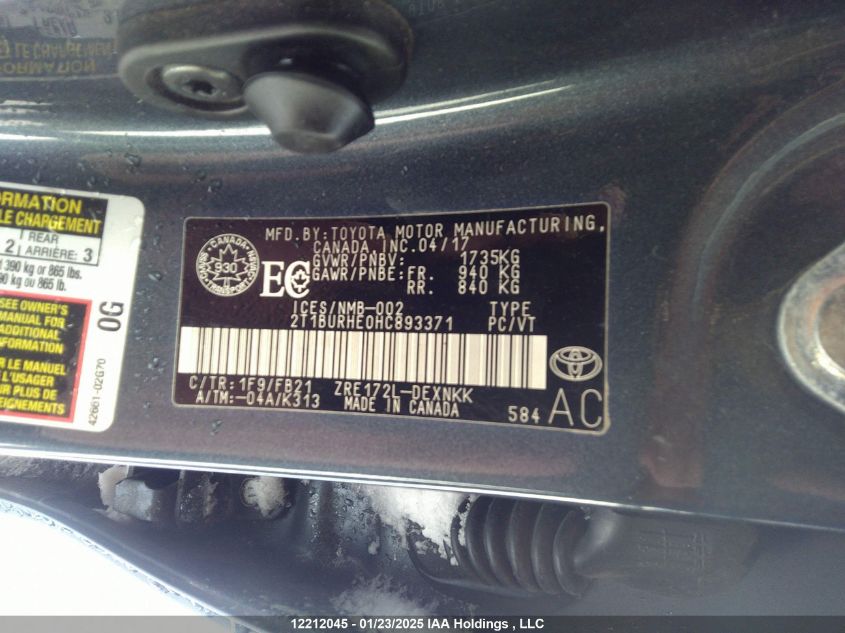 ORMATION
LE CHARGEMENT
2 REAR ARRIÈRE: 3
390 kg or 865 lbs.
kg ou 865 lb.
SEE OWNER'S
MANUAL FOR
ADDITIONAL
INFORMATION
LE MANUEL
L'USAGER
PLUS DE
SEIGNEMENTS
42661-02G70
0G
MFD.BY:TOYOTA MOTOR MANUFACTURING,
CANADA, INC.04/17
GVWR/PNBV: 1735KG
GAWR/PNBE:FR. 940 KG
RR. 840 KG
CANADA
930
TRANSPORT
EC
ICES/NMB-002 TYPE
2T1BURHE0HC893371 PC/VT
C/TR:1F9/FB21 ZRE172L-DEXNKK
A/TM:-04A/K313 MADE IN CANADA
584 AC
12212045 - 01/23/2025 IAA Holdings , LLC